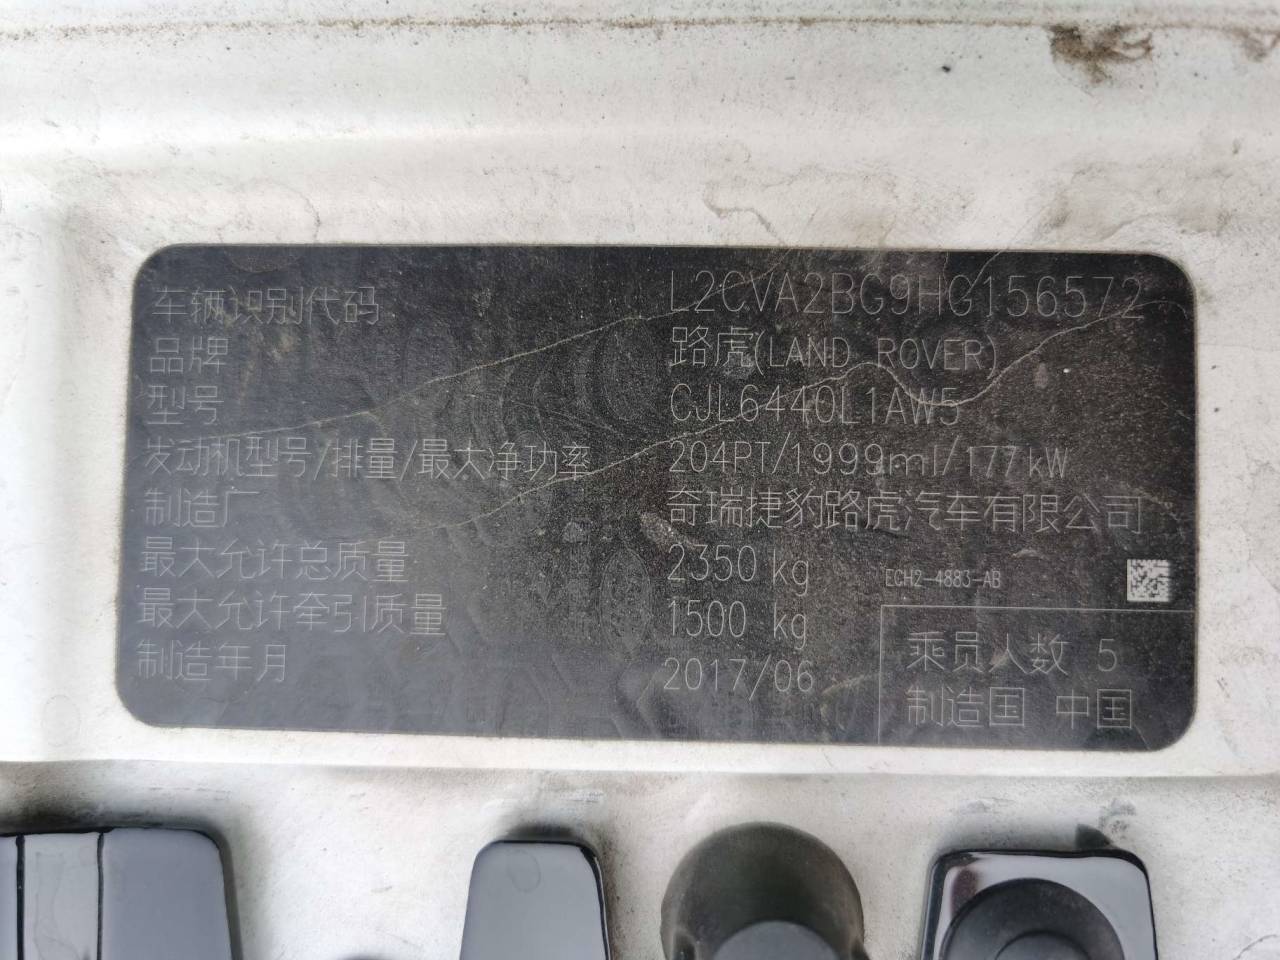 车辆识别代码 L2CVA2BG9HG156572
品牌 路虎(LAND ROVER)
型号 CJL6440L1AW5
发动机型号/排量/最大净功率 204PT/1999ml/177kW
制造厂 奇瑞捷豹路虎汽车有限公司
最大允许总质量 2350 kg ECH2-4883-AB
最大允许牵引质量 1500 kg
制造年月 2017/06
乘员人数 5
制造国 中国